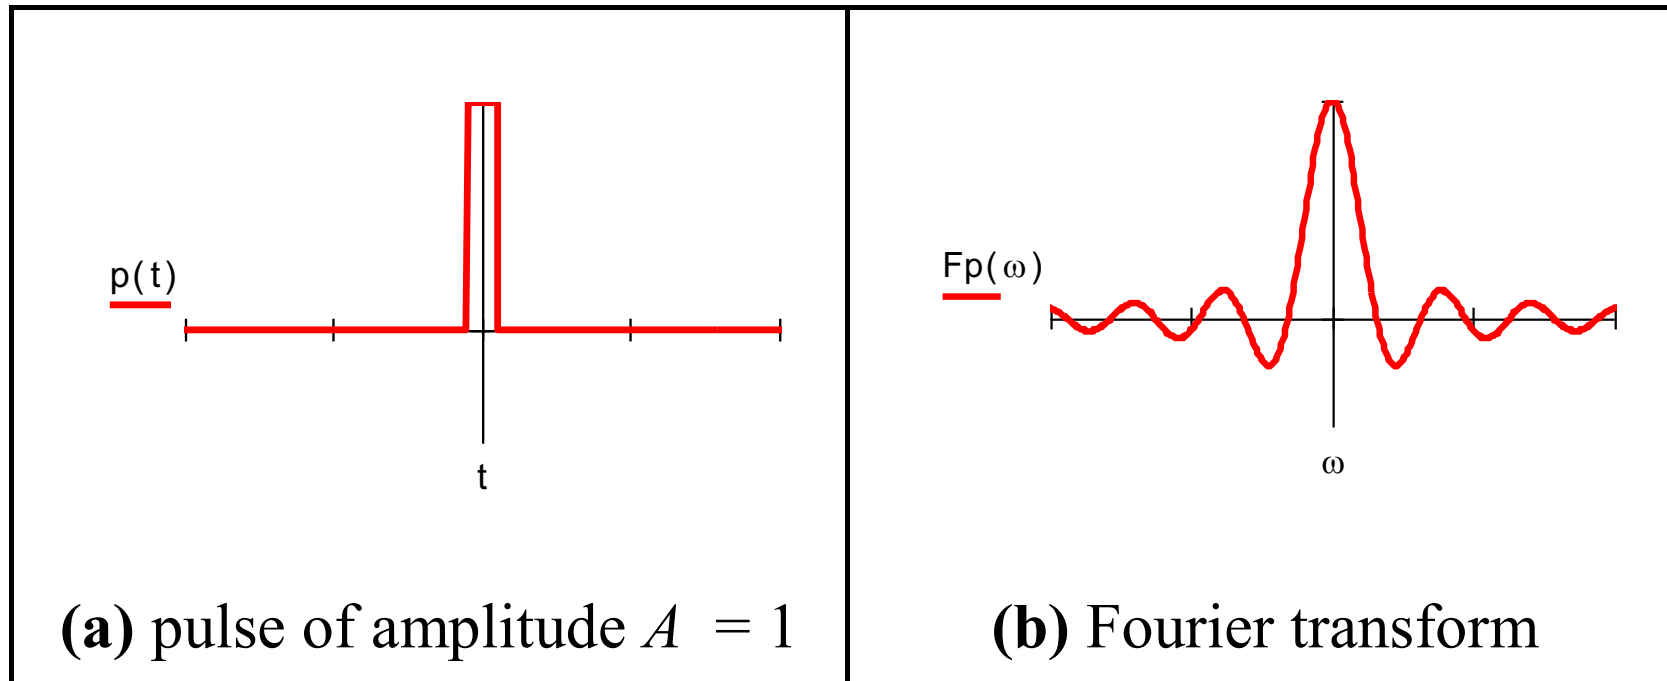 p(t)
t
(a) pulse of amplitude A = 1
Fp(ω)
ω
(b) Fourier transform